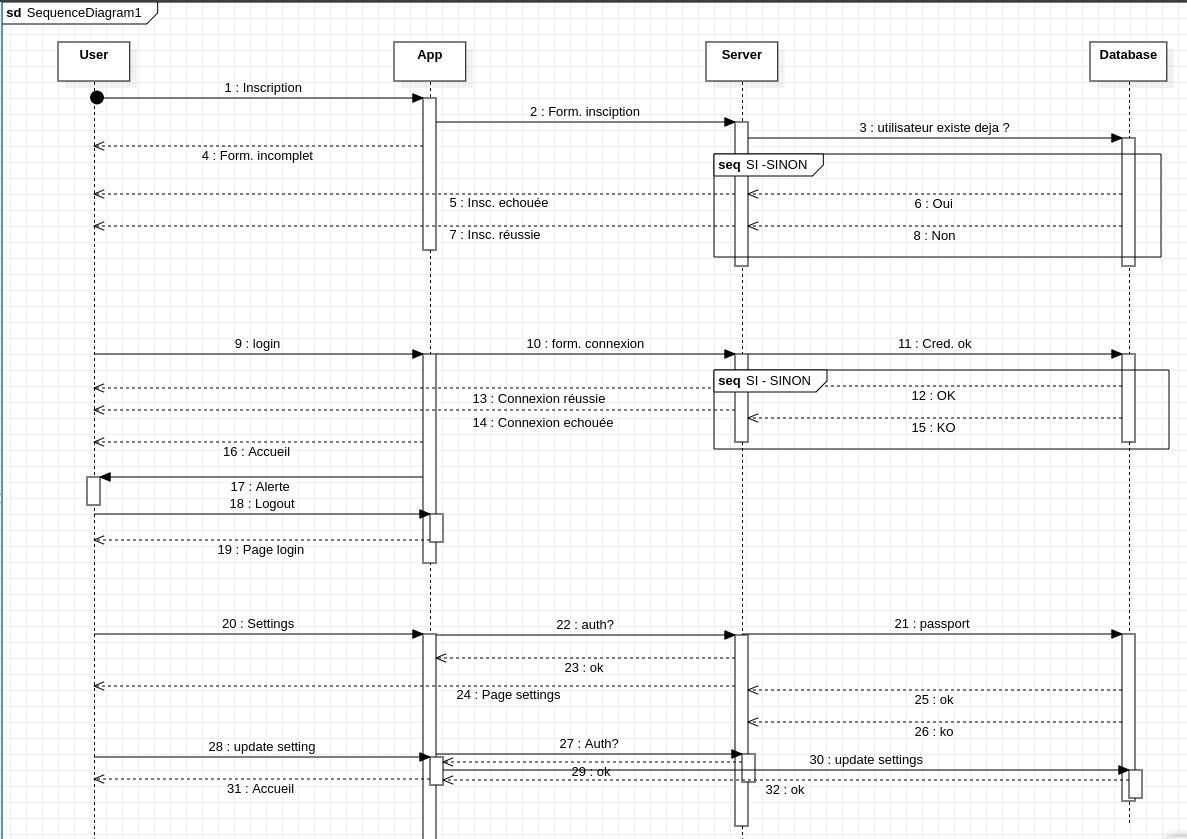 sd SequenceDiagram1
User
App
Server
Database
1 : Inscription
2 : Form. insciption
3 : utilisateur existe deja ?
4 : Form. incomplet
seq SI -SINON
5 : Insc. echouée
6 : Oui
7 : Insc. réussie
8 : Non
9 : login
10 : form. connexion
11 : Cred. ok
seq SI - SINON
12 : OK
13 : Connexion réussie
14 : Connexion echouée
15 : KO
16 : Accueil
17 : Alerte
18 : Logout
19 : Page login
20 : Settings
22 : auth?
21 : passport
23 : ok
24 : Page settings
25 : ok
26 : ko
28 : update setting
27 : Auth?
29 : ok
30 : update settings
31 : Accueil
32 : ok